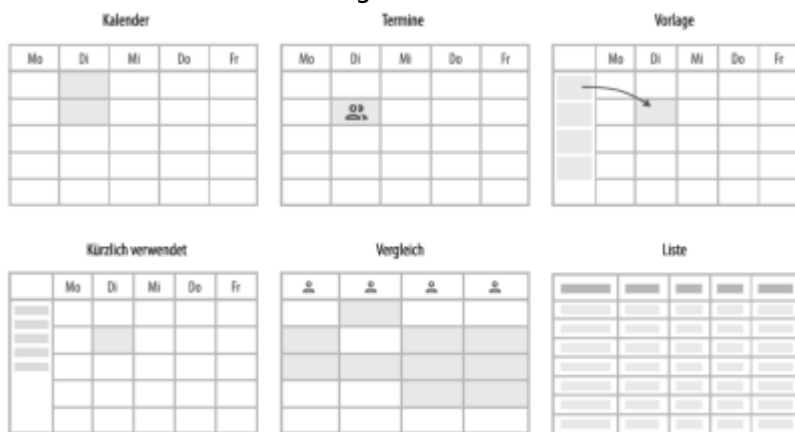 Kalender
Termine
Vorlage
Mo Di Mi Do Fr
Mo Di Mi Do Fr
Mo Di Mi Do Fr
Kürzlich verwendet
Vergleich
Liste
Mo Di Mi Do Fr